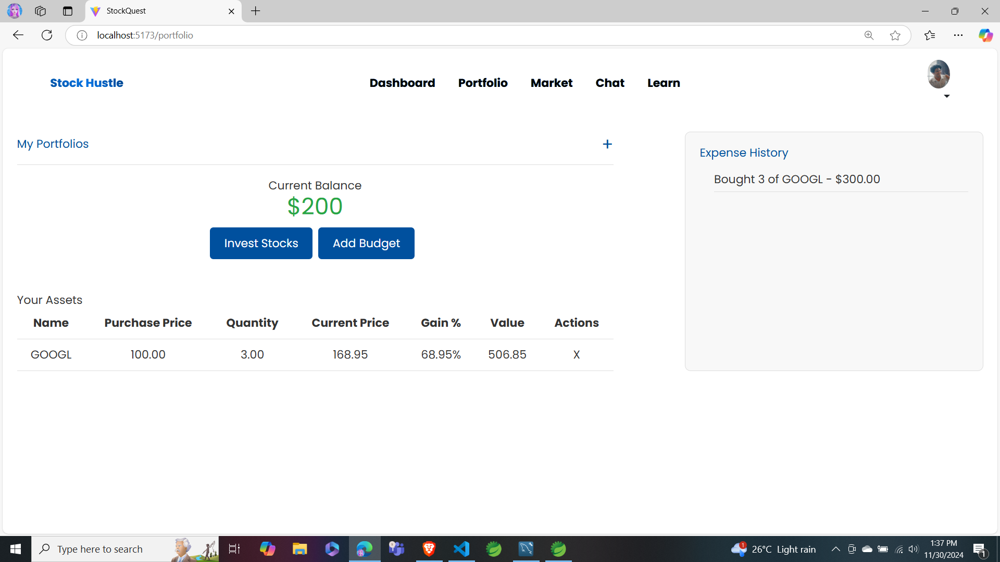 StockQuest
localhost:5173/portfolio
Stock Hustle
Dashboard Portfolio Market Chat Learn
My Portfolios +
Current Balance
$200
Invest Stocks Add Budget
Your Assets
Name Purchase Price Quantity Current Price Gain % Value Actions
GOOGL 100.00 3.00 168.95 68.95% 506.85 X
Expense History
Bought 3 of GOOGL - $300.00
Type here to search
1
26°C Light rain
1:37 PM
11/30/2024
1